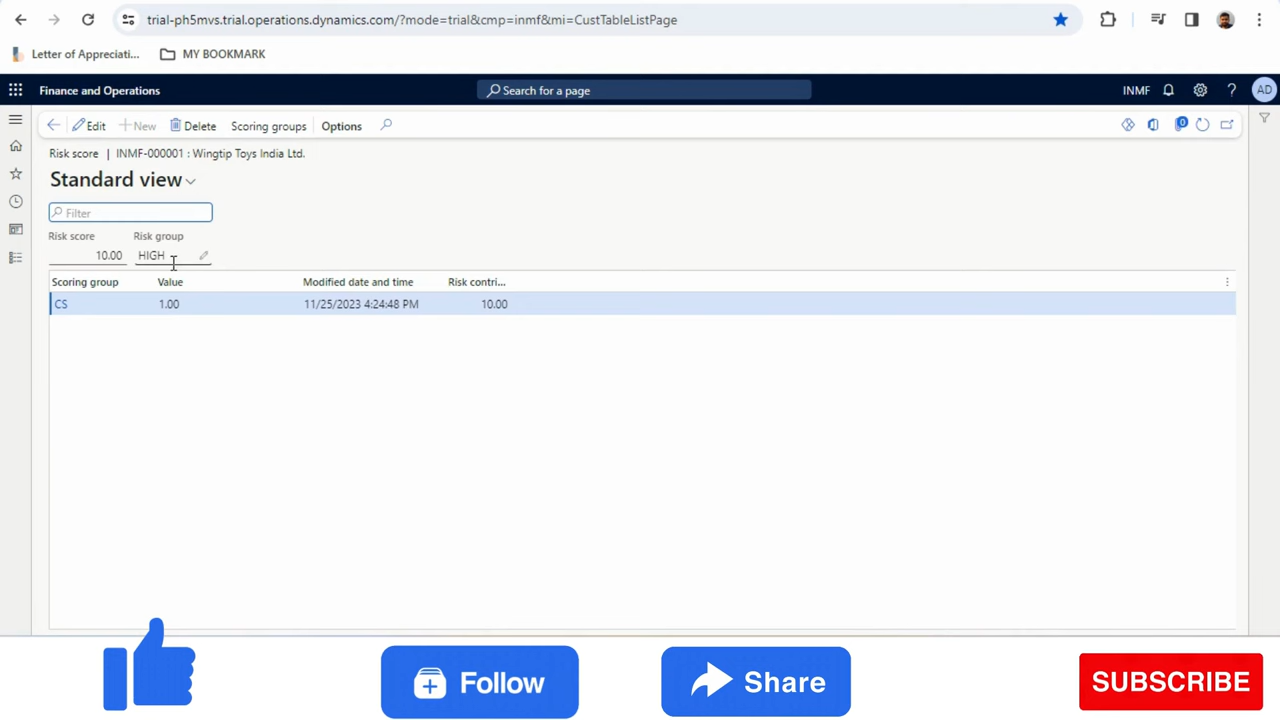 trial-ph5mvs.trial.operations.dynamics.com/?mode=trial&cmp=inmf&mi=CustTableListPage
Letter of Appreciati... MY BOOKMARK
Finance and Operations Search for a page INMF ? AD
Edit New Delete Scoring groups Options 0
Risk score | INMF-000001 : Wingtip Toys India Ltd.
Standard view
Filter
Risk score Risk group
10.00 HIGH
Scoring group Value Modified date and time Risk contri...
CS 1.00 11/25/2023 4:24:48 PM 10.00
Follow Share SUBSCRIBE